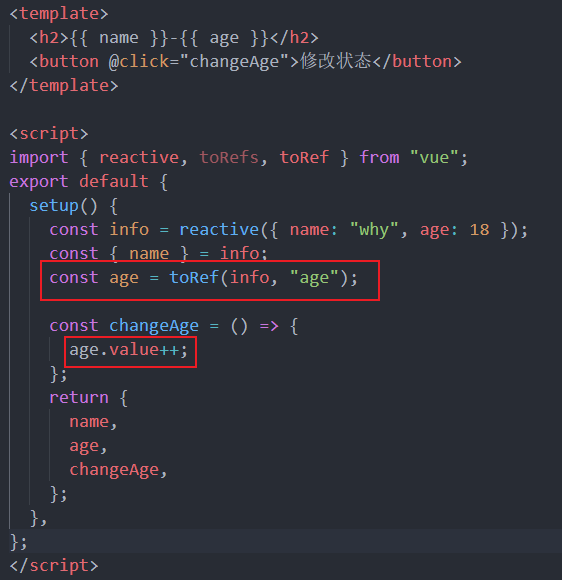 <template>
  <h2>{{ name }}-{{ age }}</h2>
  <button @click="changeAge">修改状态</button>
</template>

<script>
import { reactive, toRefs, toRef } from "vue";
export default {
  setup() {
    const info = reactive({ name: "why", age: 18 });
    const { name } = info;
    const age = toRef(info, "age");

    const changeAge = () => {
      age.value++;
    };
    return {
      name,
      age,
      changeAge,
    };
  },
};
</script>